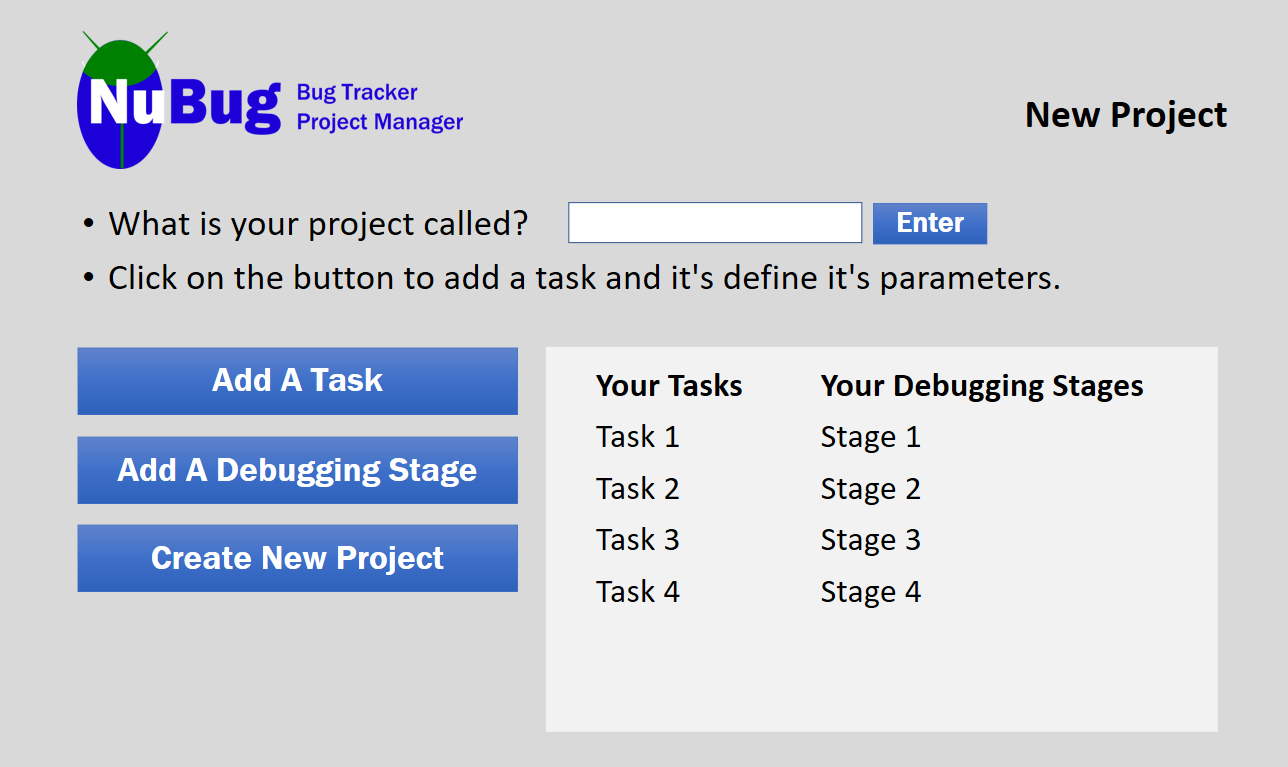 NuBug
Bug Tracker
Project Manager
New Project
• What is your project called?
Enter
• Click on the button to add a task and it's define it's parameters.
Add A Task
Add A Debugging Stage
Create New Project
Your Tasks Your Debugging Stages
Task 1 Stage 1
Task 2 Stage 2
Task 3 Stage 3
Task 4 Stage 4